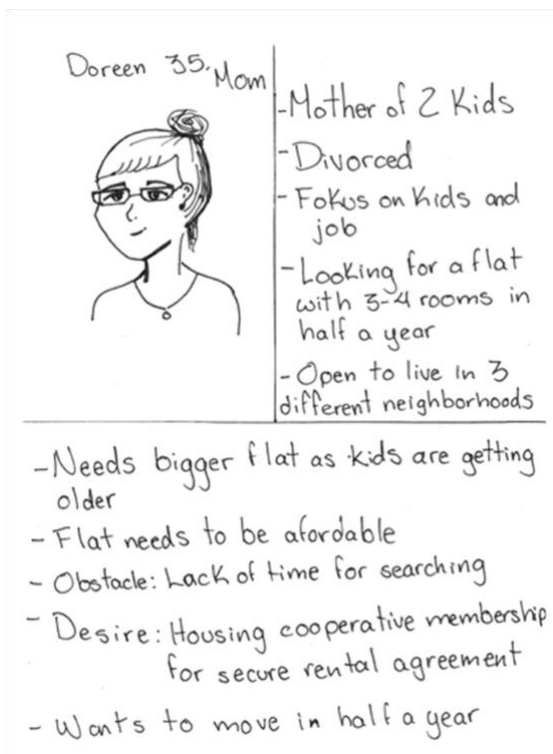 Doreen 35, Mom
- Mother of 2 Kids
- Divorced
- Fokus on Kids and
job
- Looking for a flat
with 3-4 rooms in
half a year
- Open to live in 3
different neighborhoods
- Needs bigger flat as kids are getting
older
- Flat needs to be afordable
- Obstacle: Lack of time for searching
- Desire: Housing cooperative membership
for secure rental agreement
- Wants to move in half a year